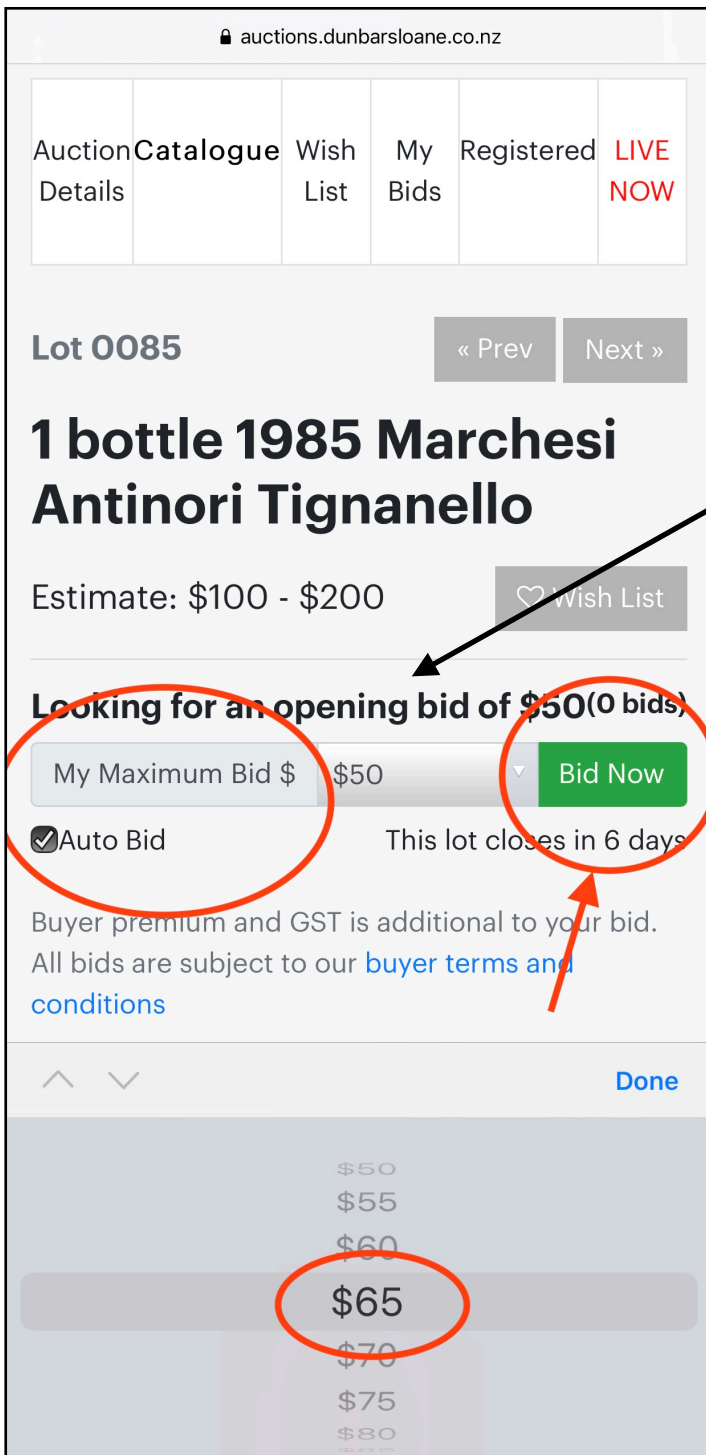 auctions.dunbarsloane.co.nz
Auction Details Catalogue Wish List My Bids Registered LIVE NOW
Lot 0085 « Prev Next »
1 bottle 1985 Marchesi
Antinori Tignanello
Estimate: $100 - $200 ♡ Wish List
Looking for an opening bid of $50 (0 bids)
My Maximum Bid $ $50 Bid Now
Auto Bid This lot closes in 6 days
Buyer premium and GST is additional to your bid.
All bids are subject to our buyer terms and
conditions
Done
$50
$55
$60
$65
$70
$75
$80